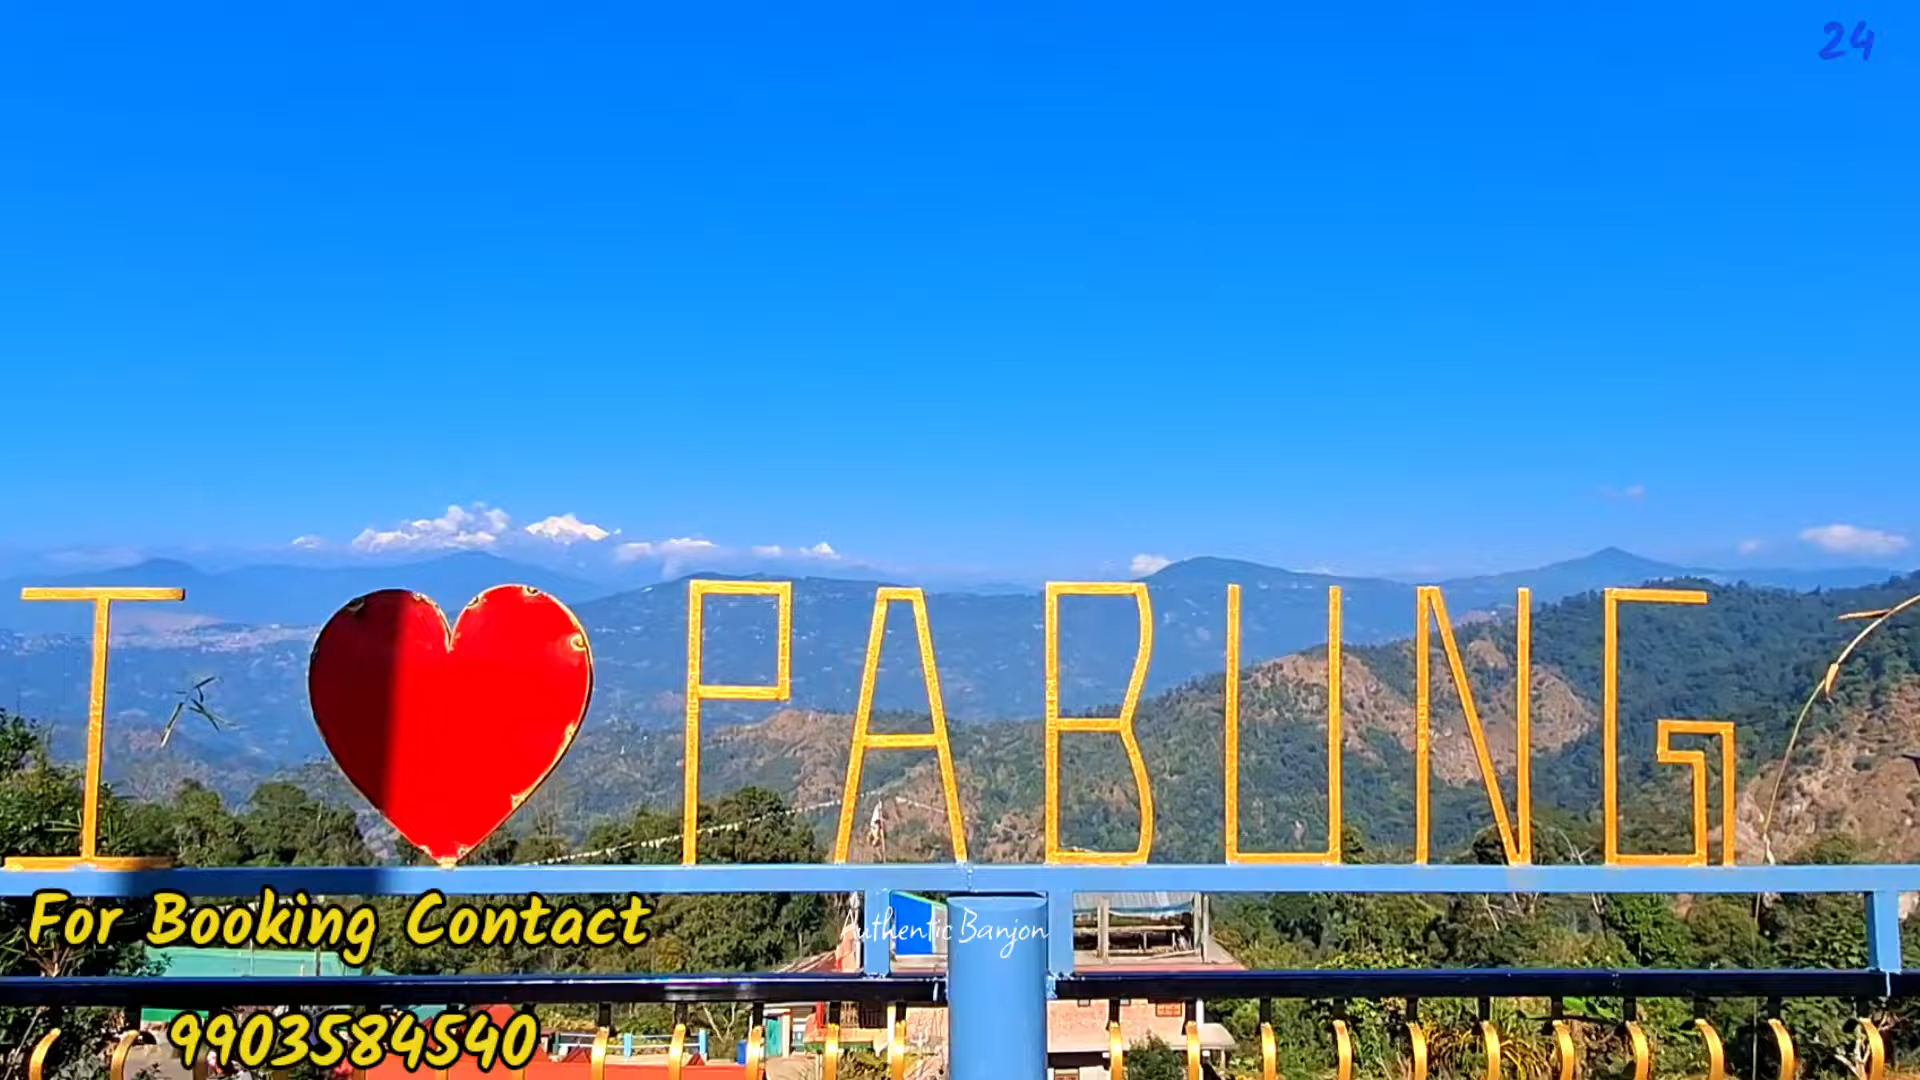 24
I ❤ PABUNG
For Booking Contact
9903584540
Authentic Banjon